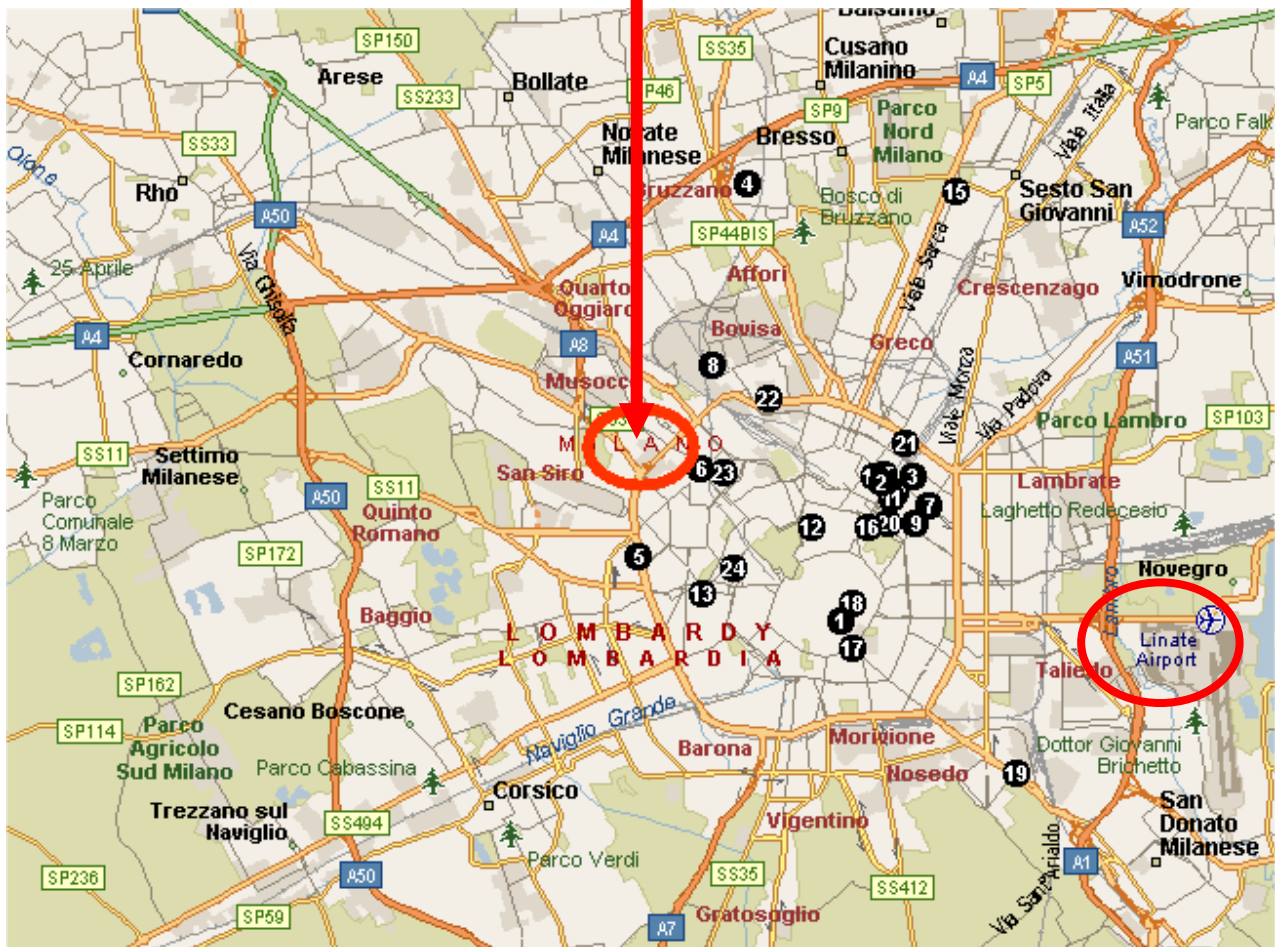 SP150
SS35
Balsamo
Cusano
Milanino
Arese
Bollate
A4
SP5
SS233
SP46
SP9
Parco
Nord
Milano
Viale Italia
Parco Falk
Novate
Milanese
Bresso
SS33
Olone
Rho
Bruzzano
4
Bosco di
Bruzzano
15
Sesto San
Giovanni
A50
A4
SP44BIS
A52
25 Aprile
Via Ghisolfa
Affori
Viale Sarca
Crescenzago
Vimodrone
Quarto
Oggiaro
A4
A8
Bovisa
Greco
A51
Cornaredo
8
Viale Monza
Via Padova
Musocco
22
Parco Lambro
SP103
SS11
MILANO
21
Settimo
Milanese
San Siro
6
23
2
3
Lambrate
Parco
Comunale
8 Marzo
A50
SS11
Quinto
Romano
11
7
Laghetto Redecesio
12
16
20
9
SP172
5
24
Novegro
Lambro
Baggio
13
18
1
LOMBARDY
LOMBARDIA
17
Linate
Airport
Taliedo
SP162
SP114
Parco
Agricolo
Sud Milano
Cesano Boscone
Naviglio Grande
Barona
Morivione
Dottor Giovanni
Brichetto
Parco Cabassina
Nosedo
19
Corsico
Trezzano sul
Naviglio
SS494
Vigentino
San
Donato
Milanese
Parco Verdi
A1
SP236
A50
SS35
SS412
SP59
A7
Gratosoglio